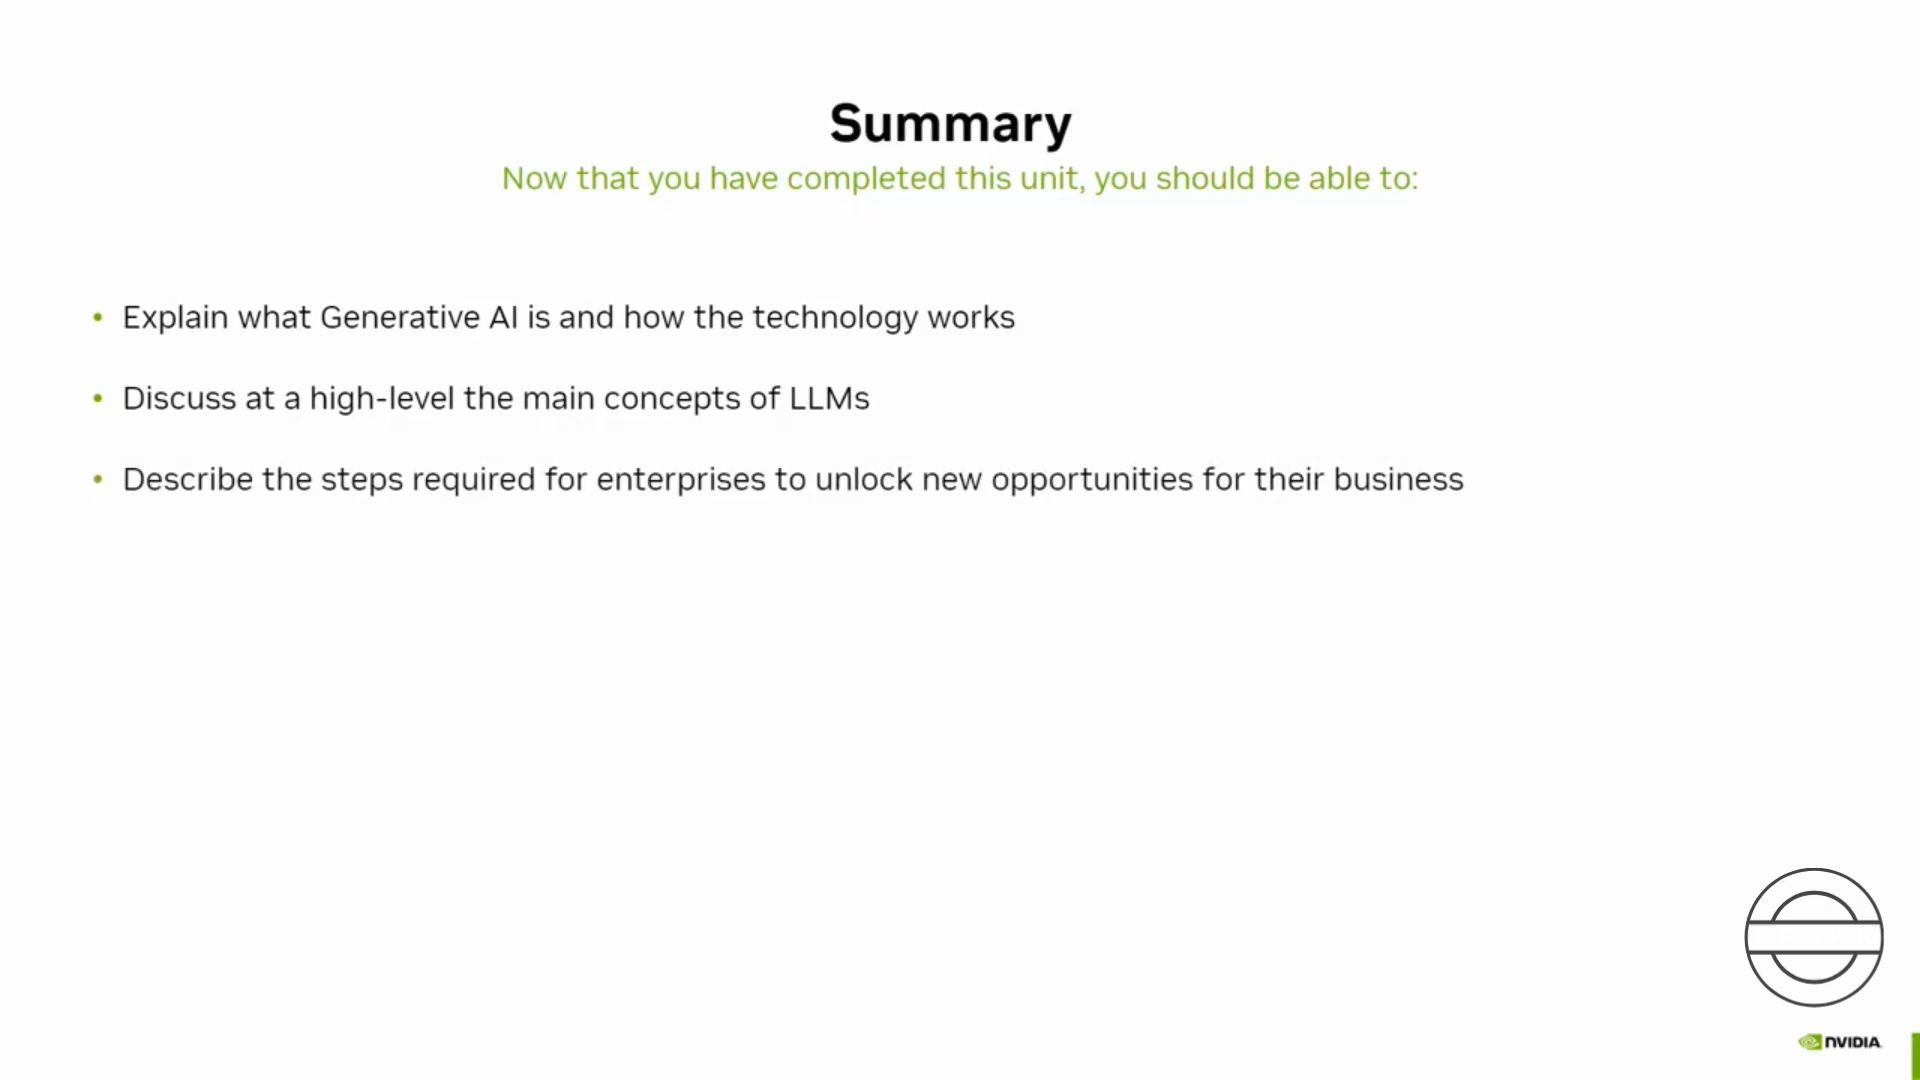 Summary
Now that you have completed this unit, you should be able to:
• Explain what Generative AI is and how the technology works
• Discuss at a high-level the main concepts of LLMs
• Describe the steps required for enterprises to unlock new opportunities for their business
NVIDIA